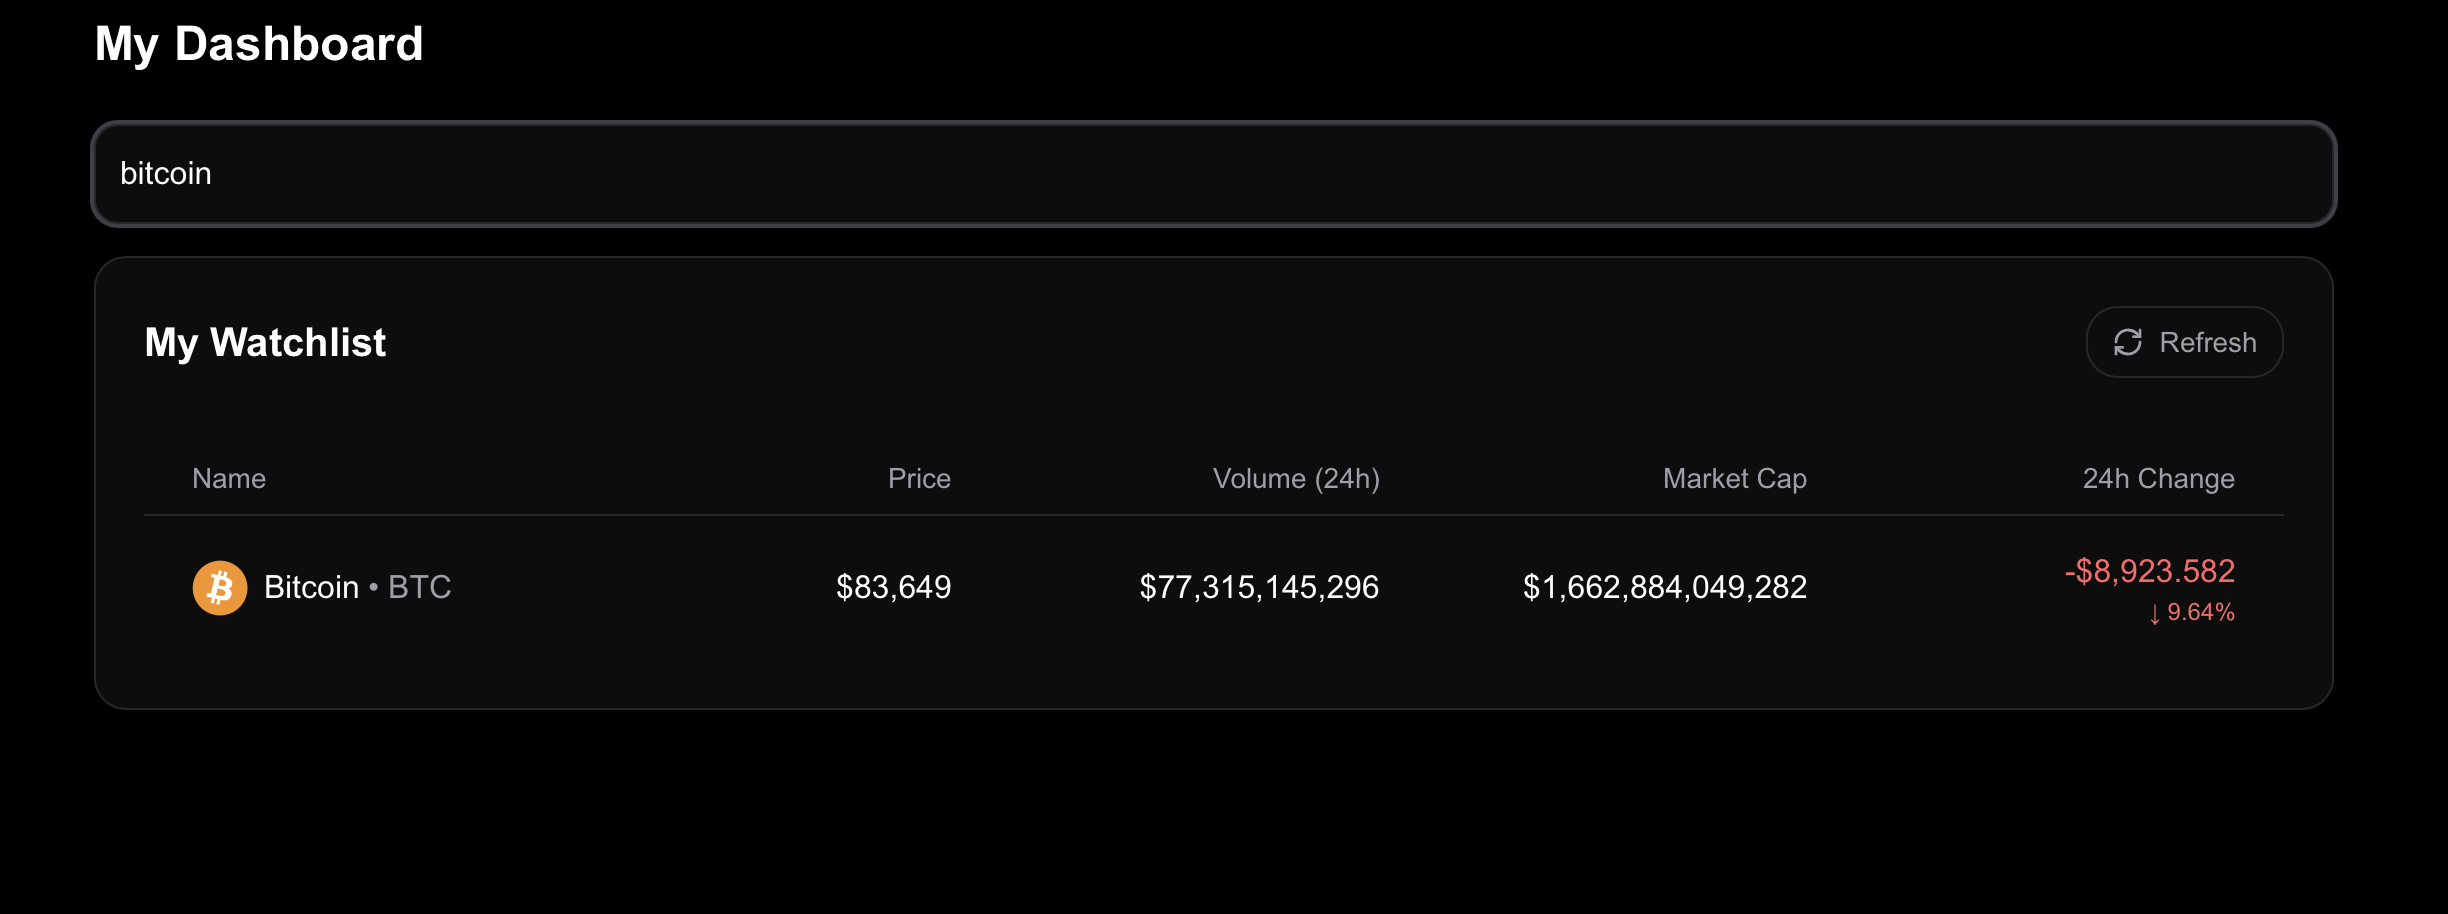 My Dashboard
bitcoin
My Watchlist
Refresh
Name Price Volume (24h) Market Cap 24h Change
Bitcoin • BTC $83,649 $77,315,145,296 $1,662,884,049,282 -$8,923.582
↓ 9.64%